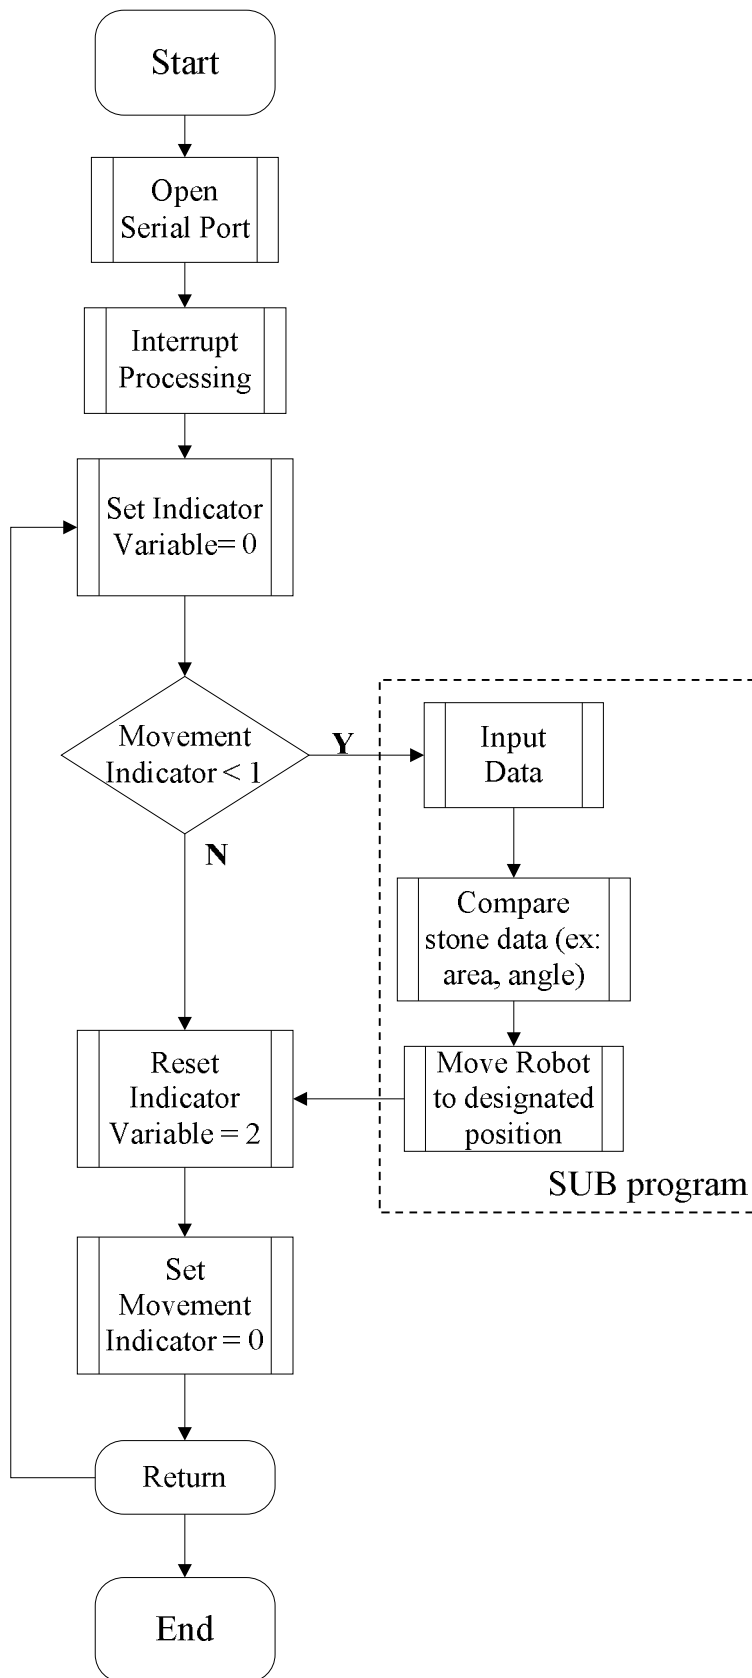 Start
Open
Serial Port
Interrupt
Processing
Set Indicator
Variable= 0
Movement
Indicator < 1
Y
N
Input
Data
Compare
stone data (ex:
area, angle)
Move Robot
to designated
position
SUB program
Reset
Indicator
Variable = 2
Set
Movement
Indicator = 0
Return
End